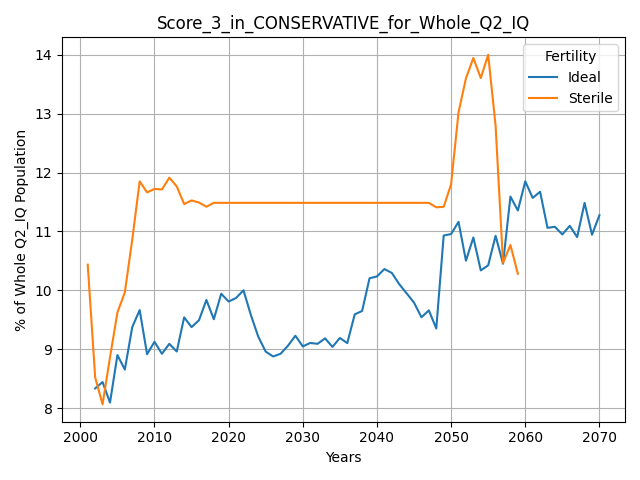 Score_3_in_CONSERVATIVE_for_Whole_Q2_IQ
Fertility
Ideal
Sterile
% of Whole Q2_IQ Population
14
13
12
11
10
9
8
2000 2010 2020 2030 2040 2050 2060 2070
Years